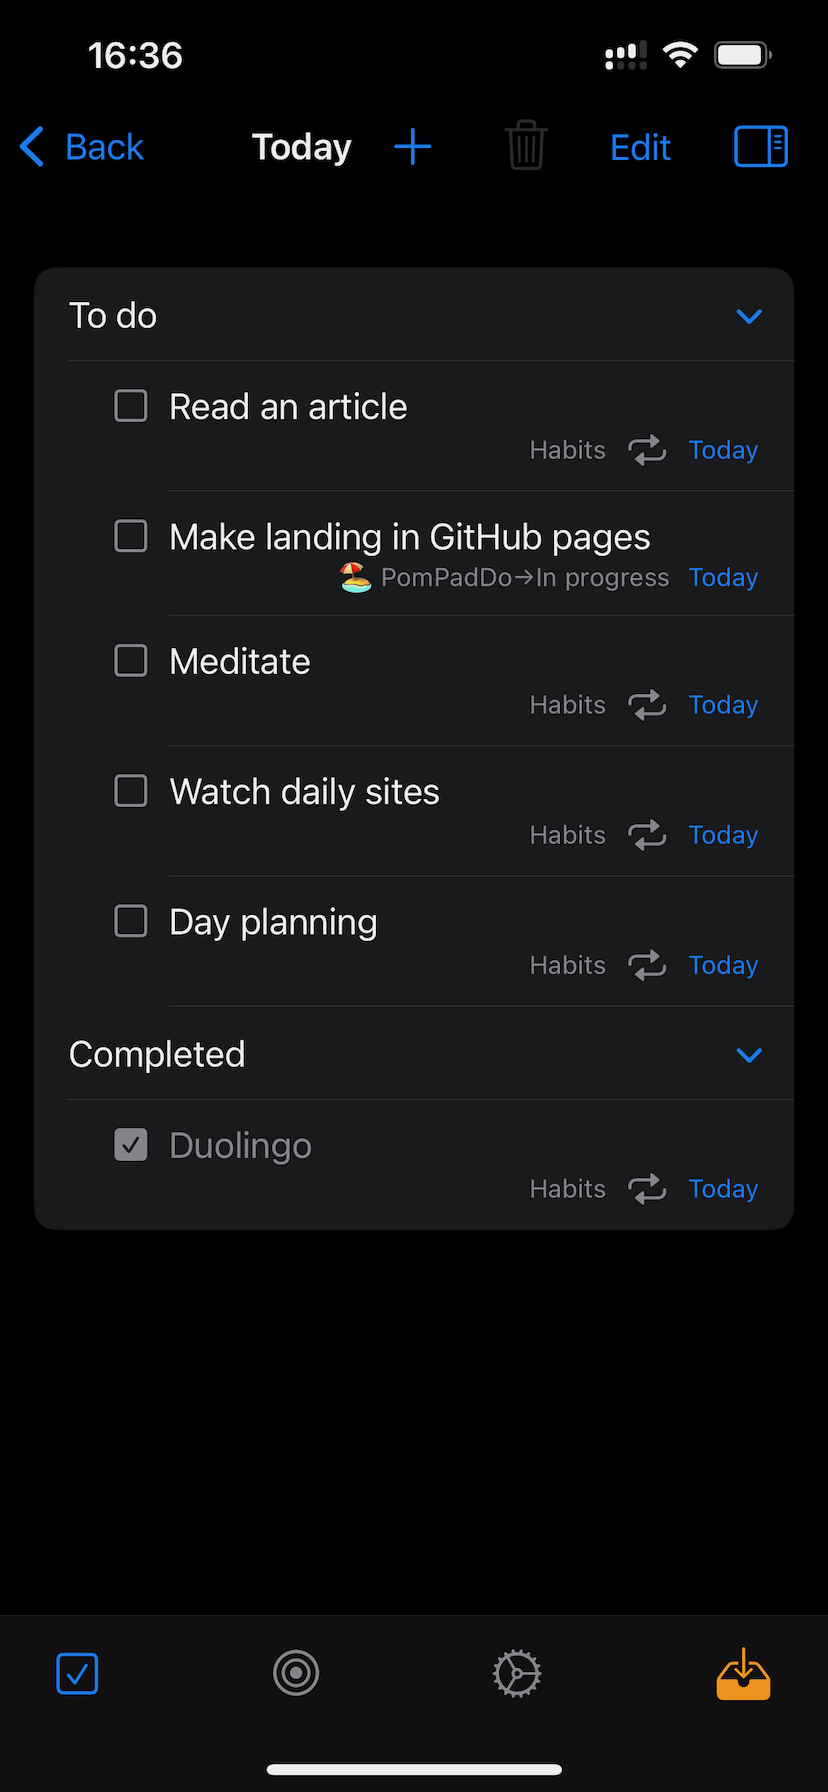 16:36
Back Today Edit
To do
Read an article
Habits Today
Make landing in GitHub pages
🏖️ PomPadDo→In progress Today
Meditate
Habits Today
Watch daily sites
Habits Today
Day planning
Habits Today
Completed
Duolingo
Habits Today